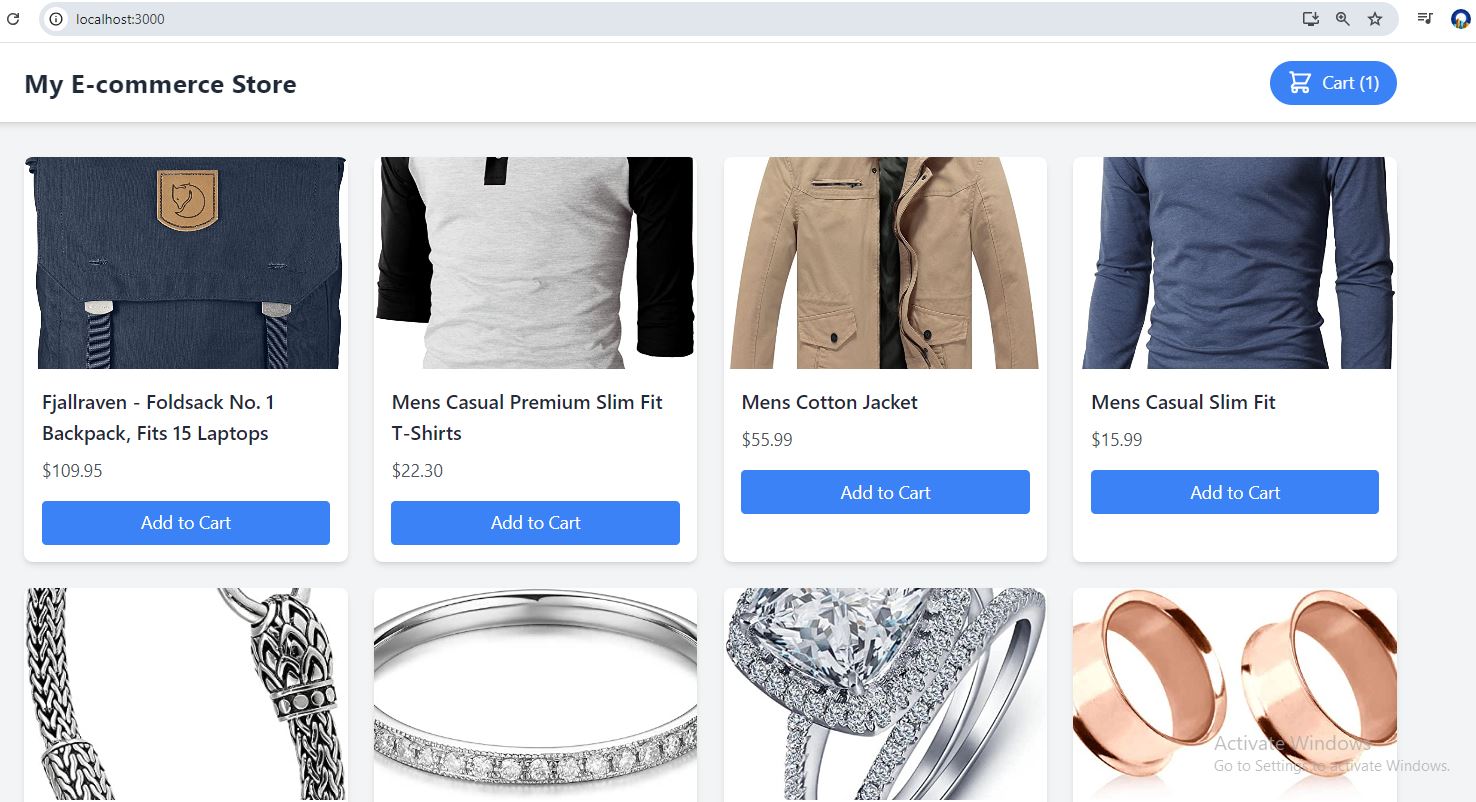 localhost:3000
My E-commerce Store
Cart (1)
Fjallraven - Foldsack No. 1
Backpack, Fits 15 Laptops
$109.95
Add to Cart
Mens Casual Premium Slim Fit
T-Shirts
$22.30
Add to Cart
Mens Cotton Jacket
$55.99
Add to Cart
Mens Casual Slim Fit
$15.99
Add to Cart
Activate Windows
Go to Settings to activate Windows.